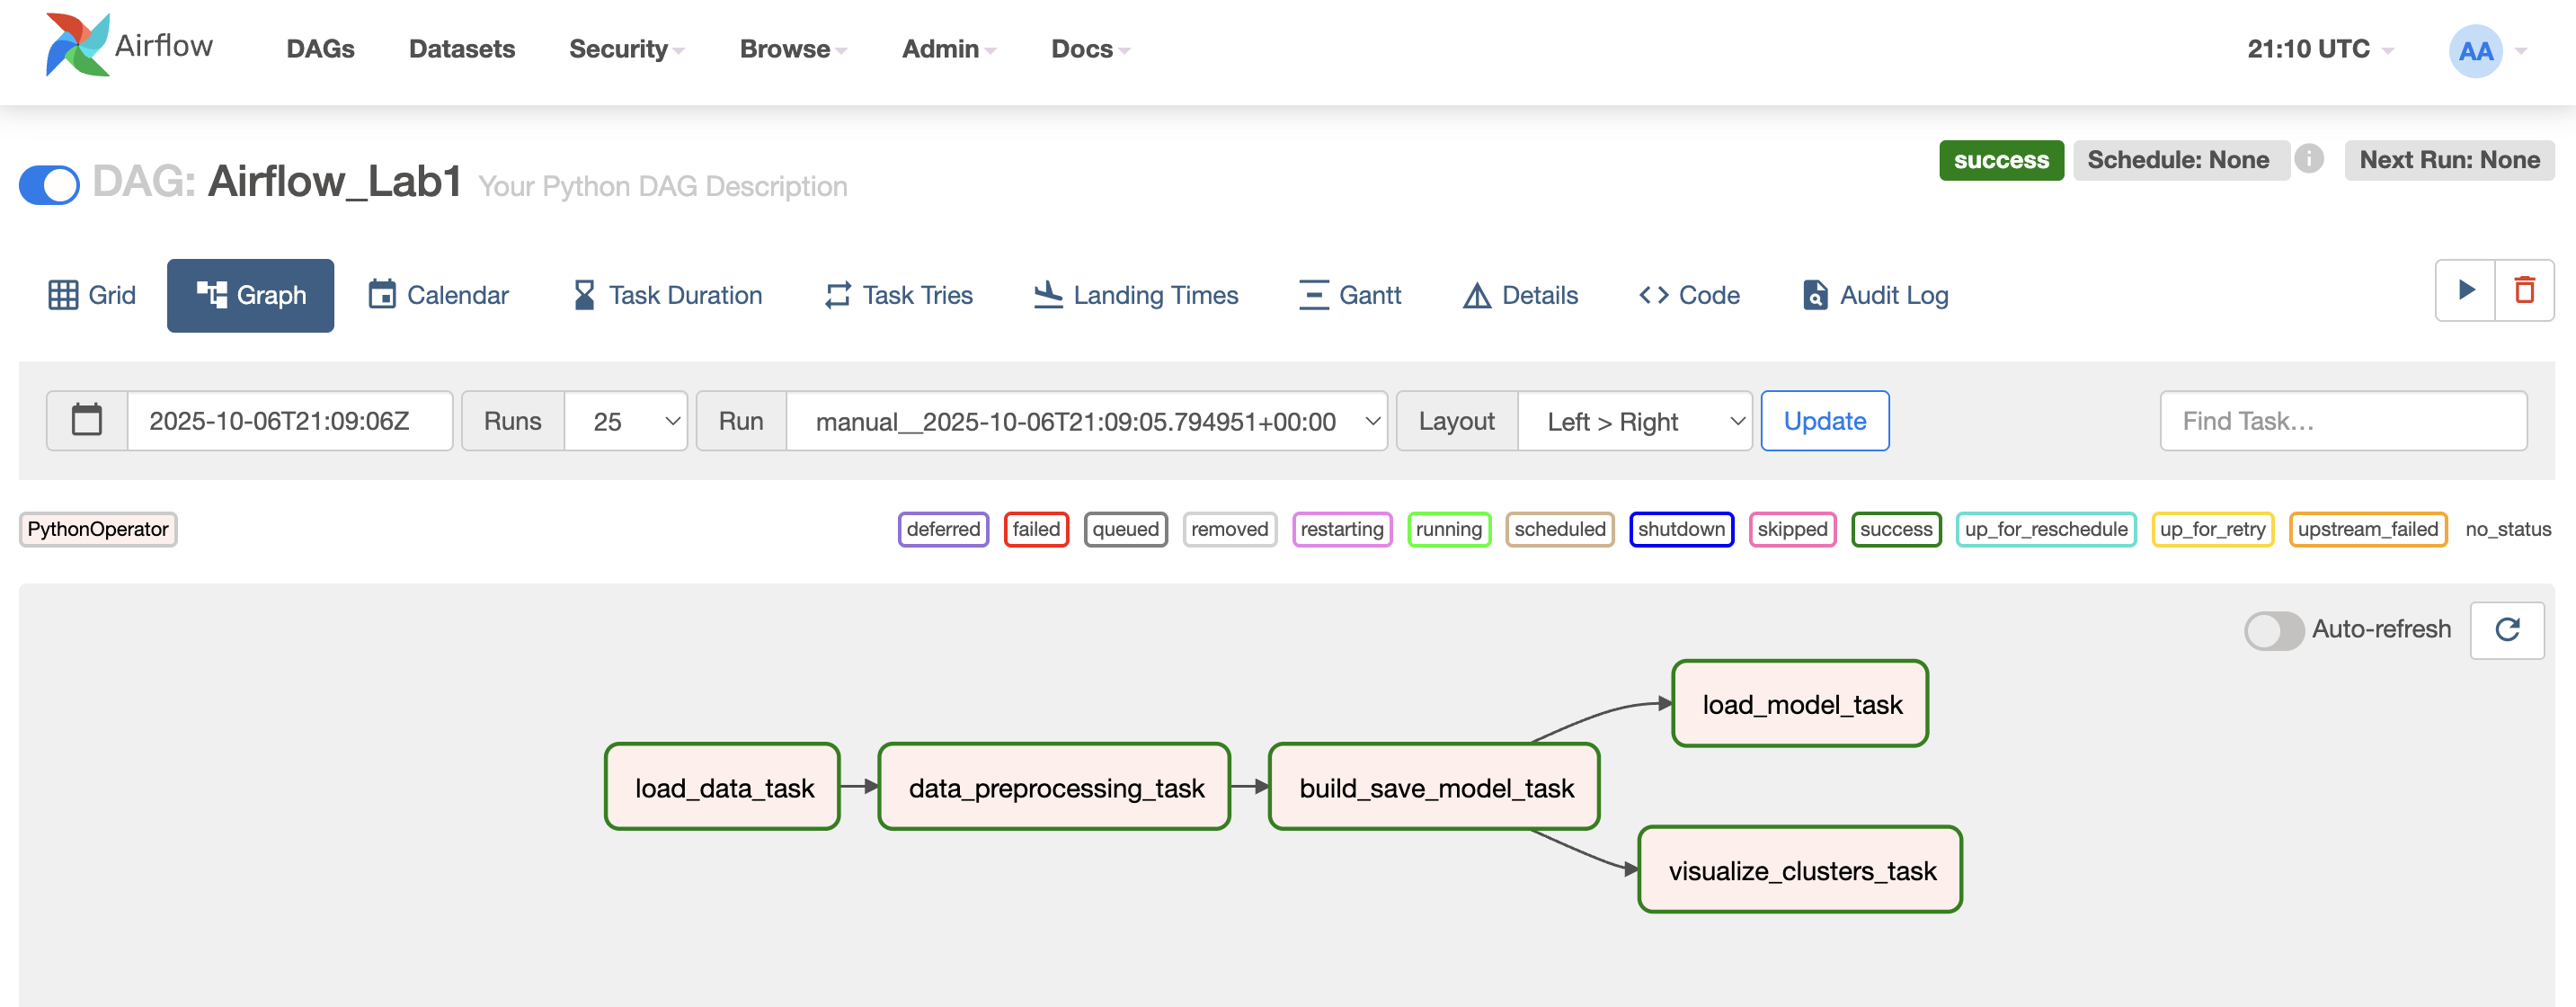 Airflow DAGs Datasets Security Browse Admin Docs 21:10 UTC AA
success Schedule: None i Next Run: None
DAG: Airflow_Lab1 Your Python DAG Description
Grid Graph Calendar Task Duration Task Tries Landing Times Gantt Details Code Audit Log
2025-10-06T21:09:06Z Runs 25 Run manual__2025-10-06T21:09:05.794951+00:00 Layout Left > Right Update Find Task...
PythonOperator deferred failed queued removed restarting running scheduled shutdown skipped success up_for_reschedule up_for_retry upstream_failed no_status
Auto-refresh
load_model_task
load_data_task data_preprocessing_task build_save_model_task
visualize_clusters_task